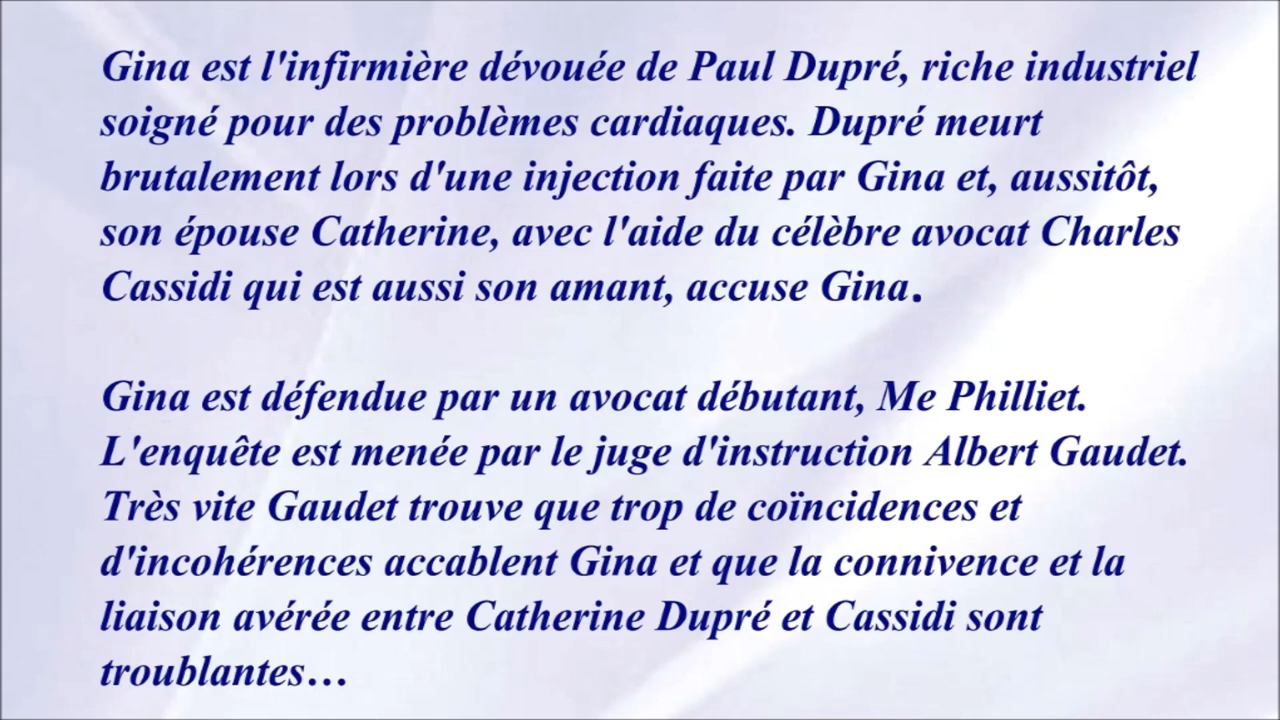 Gina est l'infirmière dévouée de Paul Dupré, riche industriel
soigné pour des problèmes cardiaques. Dupré meurt
brutalement lors d'une injection faite par Gina et, aussitôt,
son épouse Catherine, avec l'aide du célèbre avocat Charles
Cassidi qui est aussi son amant, accuse Gina.
Gina est défendue par un avocat débutant, Me Philliet.
L'enquête est menée par le juge d'instruction Albert Gaudet.
Très vite Gaudet trouve que trop de coïncidences et
d'incohérences accablent Gina et que la connivence et la
liaison avérée entre Catherine Dupré et Cassidi sont
troublantes…